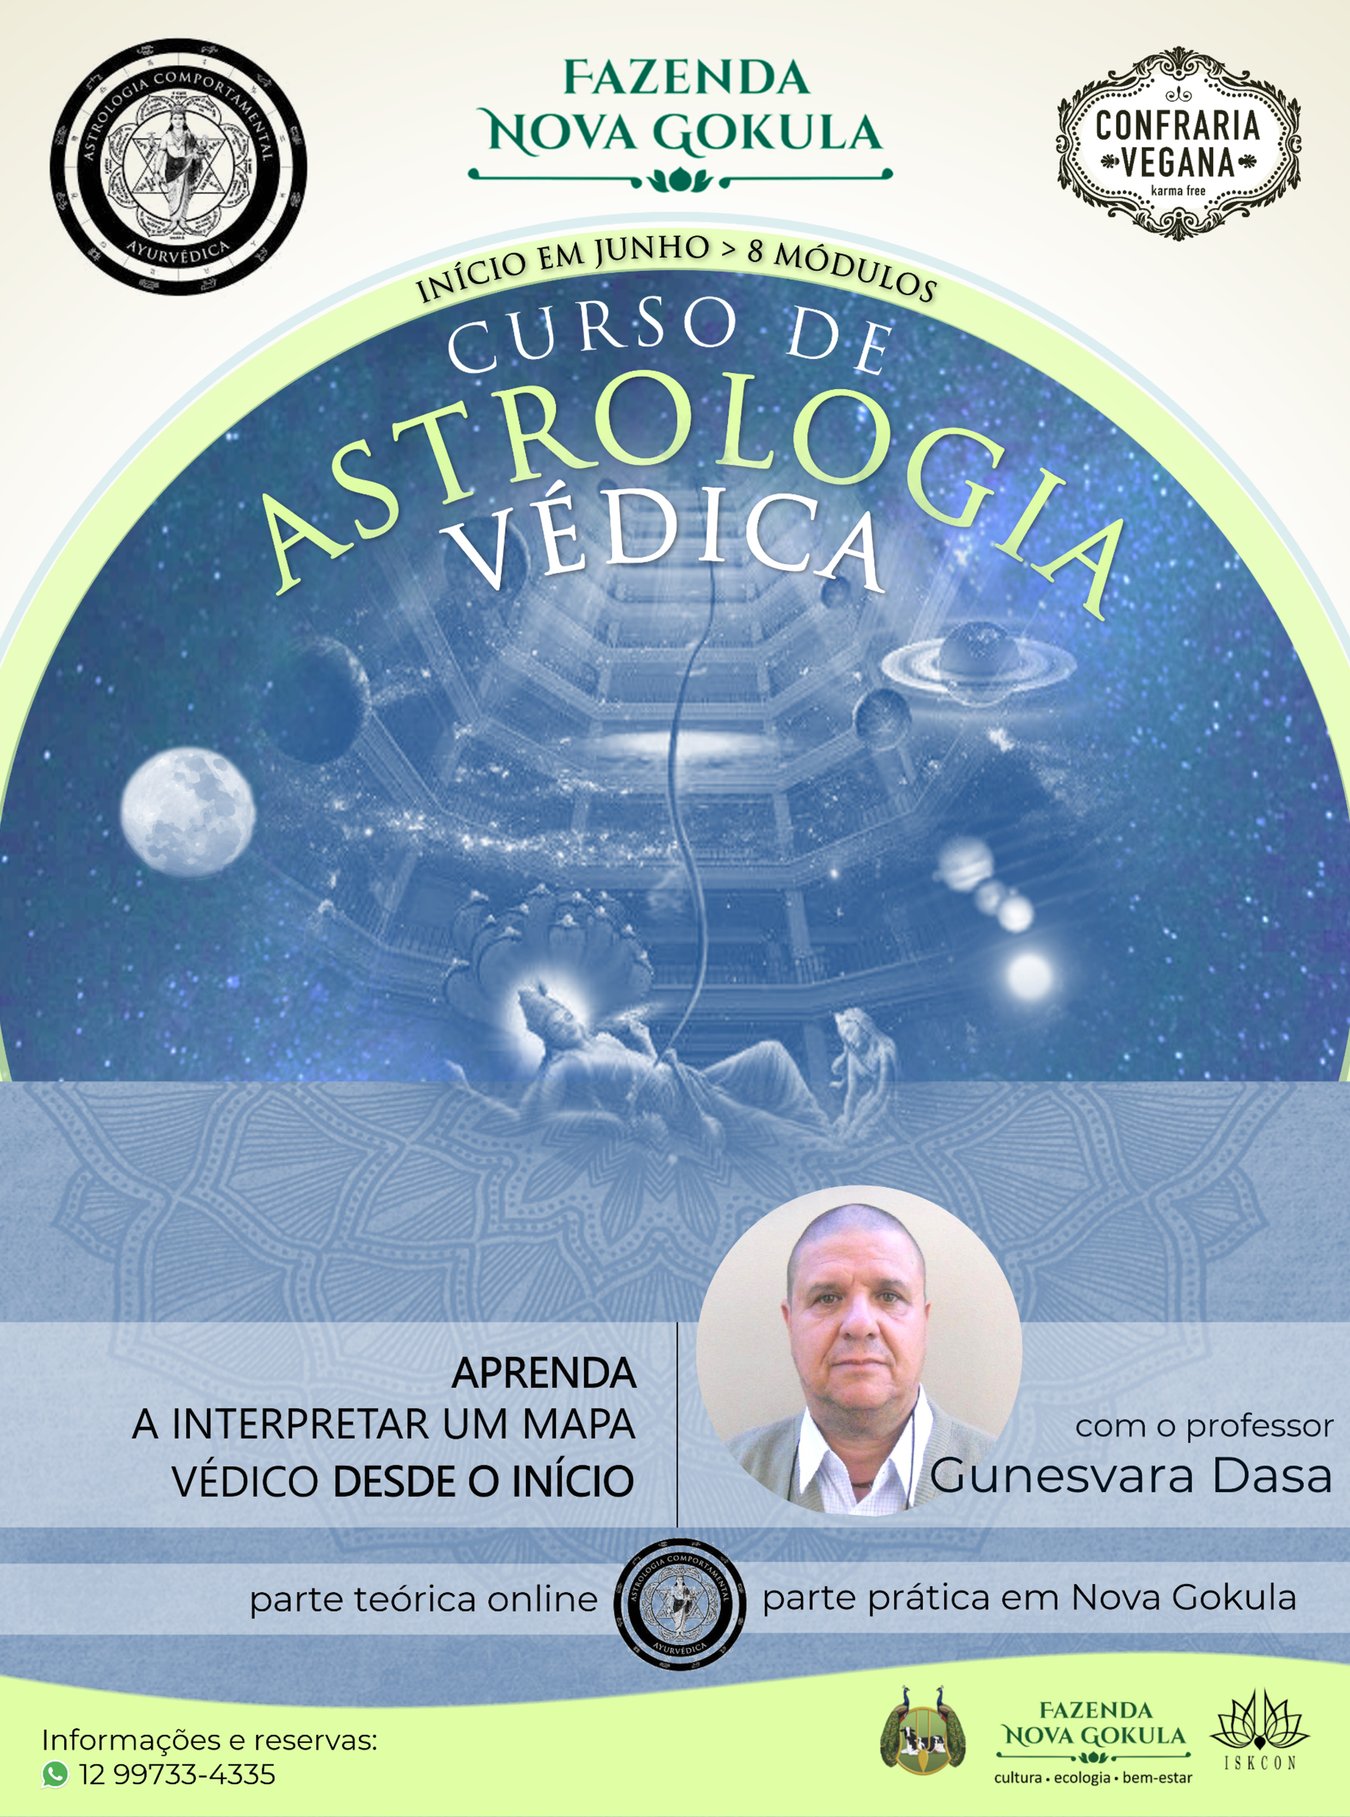 ASTROLOGIA COMPORTAMENTAL
AYURVÉDICA
FAZENDA
NOVA GOKULA
CONFRARIA
VEGANA
karma free
INÍCIO EM JUNHO > 8 MÓDULOS
CURSO DE
ASTROLOGIA
VÉDICA
APRENDA
A INTERPRETAR UM MAPA
VÉDICO DESDE O INÍCIO
com o professor
Gunesvara Dasa
parte teórica online
ASTROLOGIA COMPORTAMENTAL
AYURVÉDICA
parte prática em Nova Gokula
Informações e reservas:
12 99733-4335
FAZENDA
NOVA GOKULA
cultura • ecologia • bem-estar
ISKCON